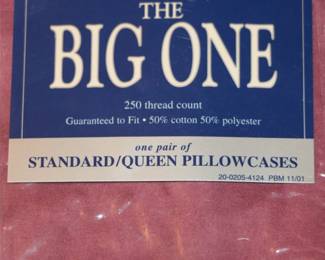 THE
BIG ONE
250 thread count
Guaranteed to Fit • 50% cotton 50% polyester
one pair of
STANDARD/QUEEN PILLOWCASES
20-0205-4124 PBM 11/01